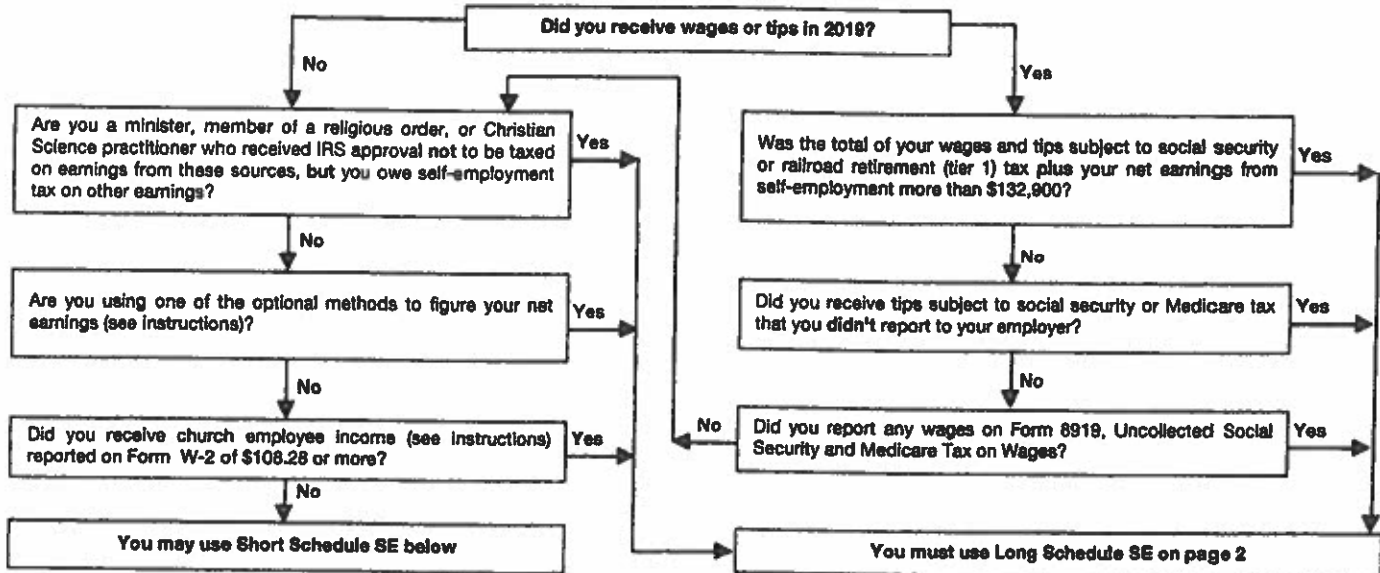 Did you receive wages or tips in 2019?
No
Yes
Are you a minister, member of a religious order, or Christian
Science practitioner who received IRS approval not to be taxed
on earnings from these sources, but you owe self-employment
tax on other earnings?
Yes
Was the total of your wages and tips subject to social security
or railroad retirement (tier 1) tax plus your net earnings from
self-employment more than $132,900?
Yes
No
No
Are you using one of the optional methods to figure your net
earnings (see instructions)?
Yes
Did you receive tips subject to social security or Medicare tax
that you didn't report to your employer?
Yes
No
No
Did you receive church employee income (see instructions)
reported on Form W-2 of $108.28 or more?
Yes
No
Did you report any wages on Form 8919, Uncollected Social
Security and Medicare Tax on Wages?
Yes
No
You may use Short Schedule SE below
You must use Long Schedule SE on page 2